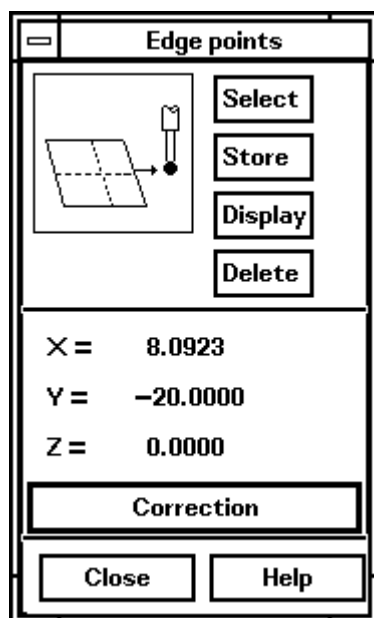 Edge points
Select
Store
Display
Delete
X = 8.0923
Y = −20.0000
Z = 0.0000
Correction
Close Help